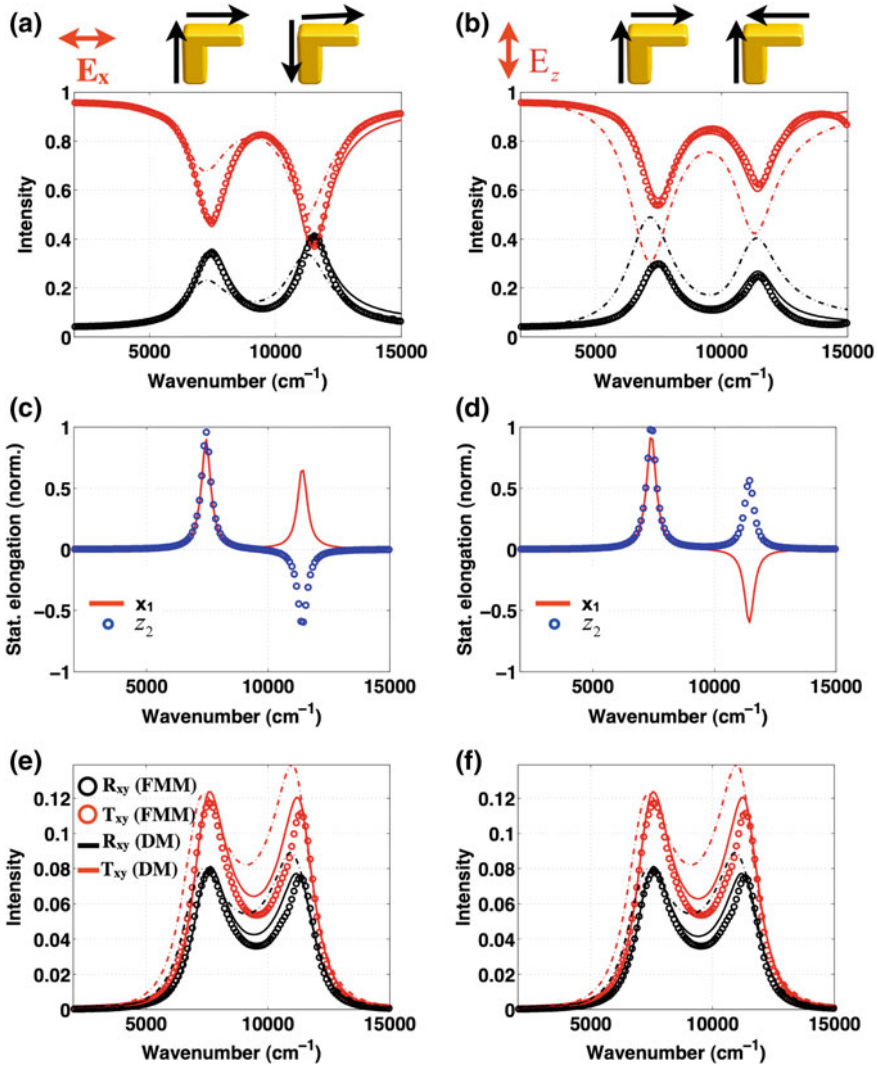 (a)
E_x
1
0.8
0.6
0.4
0.2
0
Intensity
5000 10000 15000
Wavenumber (cm⁻¹)
(b)
E_z
1
0.8
0.6
0.4
0.2
0
Intensity
5000 10000 15000
Wavenumber (cm⁻¹)
(c)
1
0.5
0
−0.5
−1
Stat. elongation (norm.)
x₁
z₂
5000 10000 15000
Wavenumber (cm⁻¹)
(d)
1
0.5
0
−0.5
−1
Stat. elongation (norm.)
x₁
z₂
5000 10000 15000
Wavenumber (cm⁻¹)
(e)
0.12
0.1
0.08
0.06
0.04
0.02
0
Intensity
R_xy (FMM)
T_xy (FMM)
R_xy (DM)
T_xy (DM)
5000 10000 15000
Wavenumber (cm⁻¹)
(f)
0.12
0.1
0.08
0.06
0.04
0.02
0
Intensity
5000 10000 15000
Wavenumber (cm⁻¹)